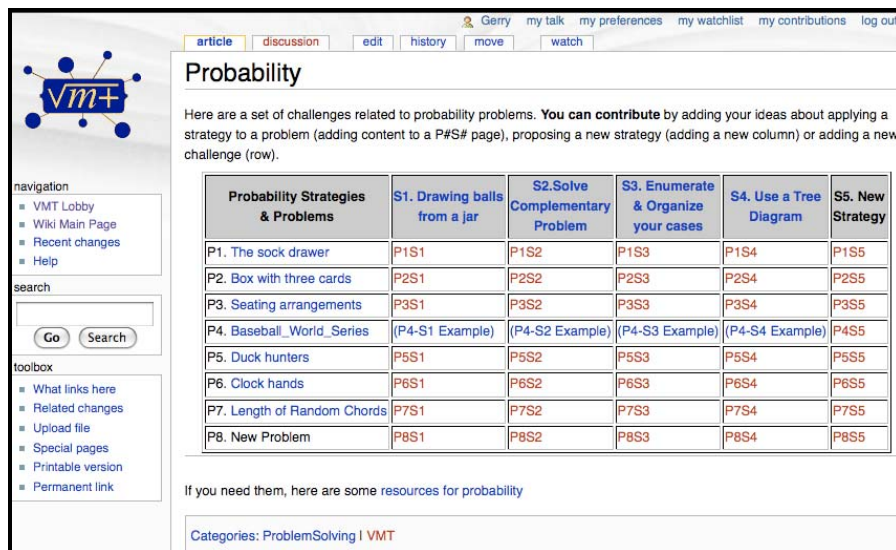 Gerry my talk my preferences my watchlist my contributions log out
article discussion edit history move watch
√m+
Probability
Here are a set of challenges related to probability problems. You can contribute by adding your ideas about applying a
strategy to a problem (adding content to a P#S# page), proposing a new strategy (adding a new column) or adding a new
challenge (row).
navigation
VMT Lobby
Wiki Main Page
Recent changes
Help
search
Go Search
toolbox
What links here
Related changes
Upload file
Special pages
Printable version
Permanent link
Probability Strategies
& Problems
S1. Drawing balls
from a jar
S2.Solve
Complementary
Problem
S3. Enumerate
& Organize
your cases
S4. Use a Tree
Diagram
S5. New
Strategy
P1. The sock drawer P1S1 P1S2 P1S3 P1S4 P1S5
P2. Box with three cards P2S1 P2S2 P2S3 P2S4 P2S5
P3. Seating arrangements P3S1 P3S2 P3S3 P3S4 P3S5
P4. Baseball_World_Series (P4-S1 Example) (P4-S2 Example) (P4-S3 Example) (P4-S4 Example) P4S5
P5. Duck hunters P5S1 P5S2 P5S3 P5S4 P5S5
P6. Clock hands P6S1 P6S2 P6S3 P6S4 P6S5
P7. Length of Random Chords P7S1 P7S2 P7S3 P7S4 P7S5
P8. New Problem P8S1 P8S2 P8S3 P8S4 P8S5
If you need them, here are some resources for probability
Categories: ProblemSolving | VMT